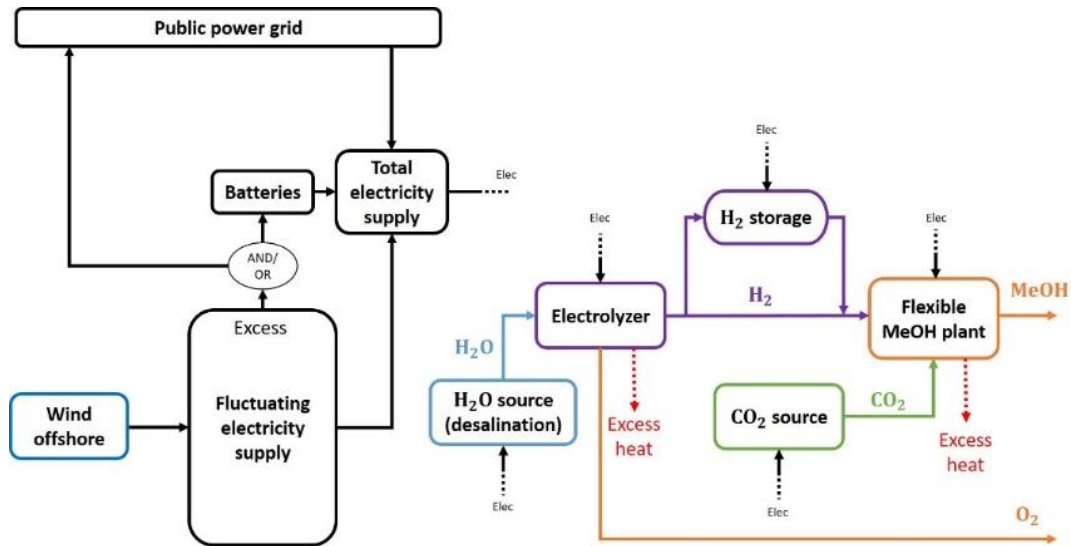 Public power grid
Batteries
Total
electricity
supply
Elec
AND/
OR
Excess
Fluctuating
electricity
supply
Wind
offshore
Elec
Elec
Elec
H₂ storage
Electrolyzer
H₂
Flexible
MeOH plant
MeOH
H₂O
H₂O source
(desalination)
Elec
Excess
heat
CO₂ source
CO₂
Elec
Excess
heat
O₂